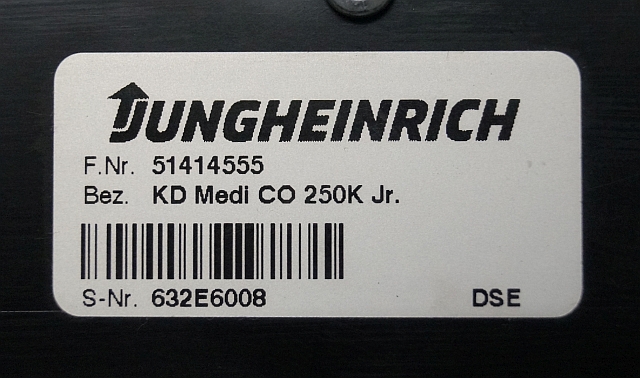 JUNGHEINRICH
F.Nr. 51414555
Bez. KD Medi CO 250K Jr.
S-Nr. 632E6008 DSE